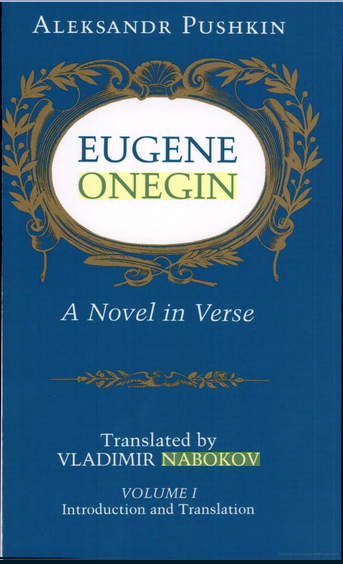 ALEKSANDR PUSHKIN
EUGENE
ONEGIN
A Novel in Verse
Translated by
VLADIMIR NABOKOV
VOLUME I
Introduction and Translation